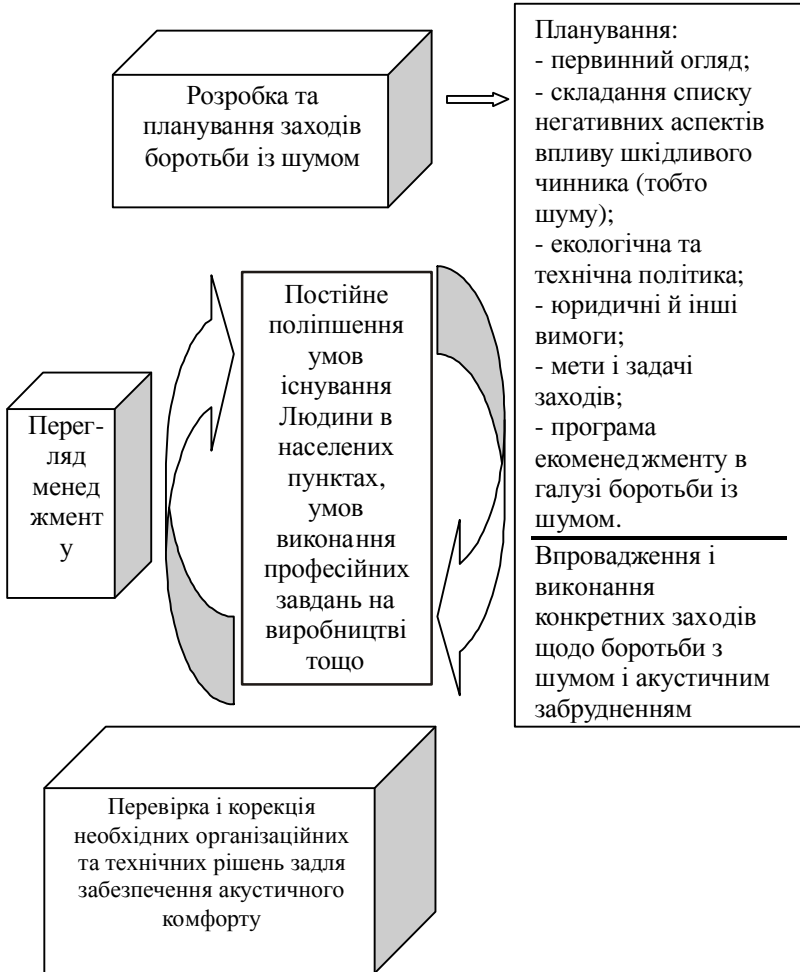 Розробка та
планування заходів
боротьби із шумом
Планування:
- первинний огляд;
- складання списку
негативних аспектів
впливу шкідливого
чинника (тобто
шуму);
- екологічна та
технічна політика;
- юридичні й інші
вимоги;
- мети і задачі
заходів;
- програма
екоменеджменту в
галузі боротьби із
шумом.
Впровадження і
виконання
конкретних заходів
щодо боротьби з
шумом і акустичним
забрудненням
Перег-
ляд
менед
жмент
у
Постійне
поліпшення
умов
існування
Людини в
населених
пунктах,
умов
виконання
професійних
завдань на
виробництві
тощо
Перевірка і корекція
необхідних організаційних
та технічних рішень задля
забезпечення акустичного
комфорту